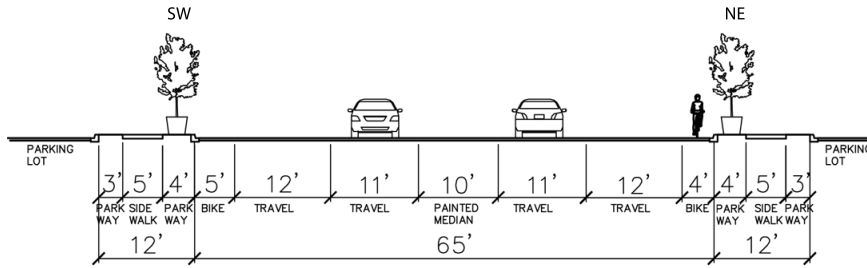 SW
NE
PARKING
LOT
3' 5' 4' 5' 12' 11' 10' 11' 12' 4' 4' 5' 3'
PARK
WAY
SIDE
WALK
PARK
WAY
BIKE
TRAVEL
TRAVEL
PAINTED
MEDIAN
TRAVEL
TRAVEL
BIKE
PARK
WAY
SIDE
WALK
PARK
WAY
PARKING
LOT
12' 65' 12'